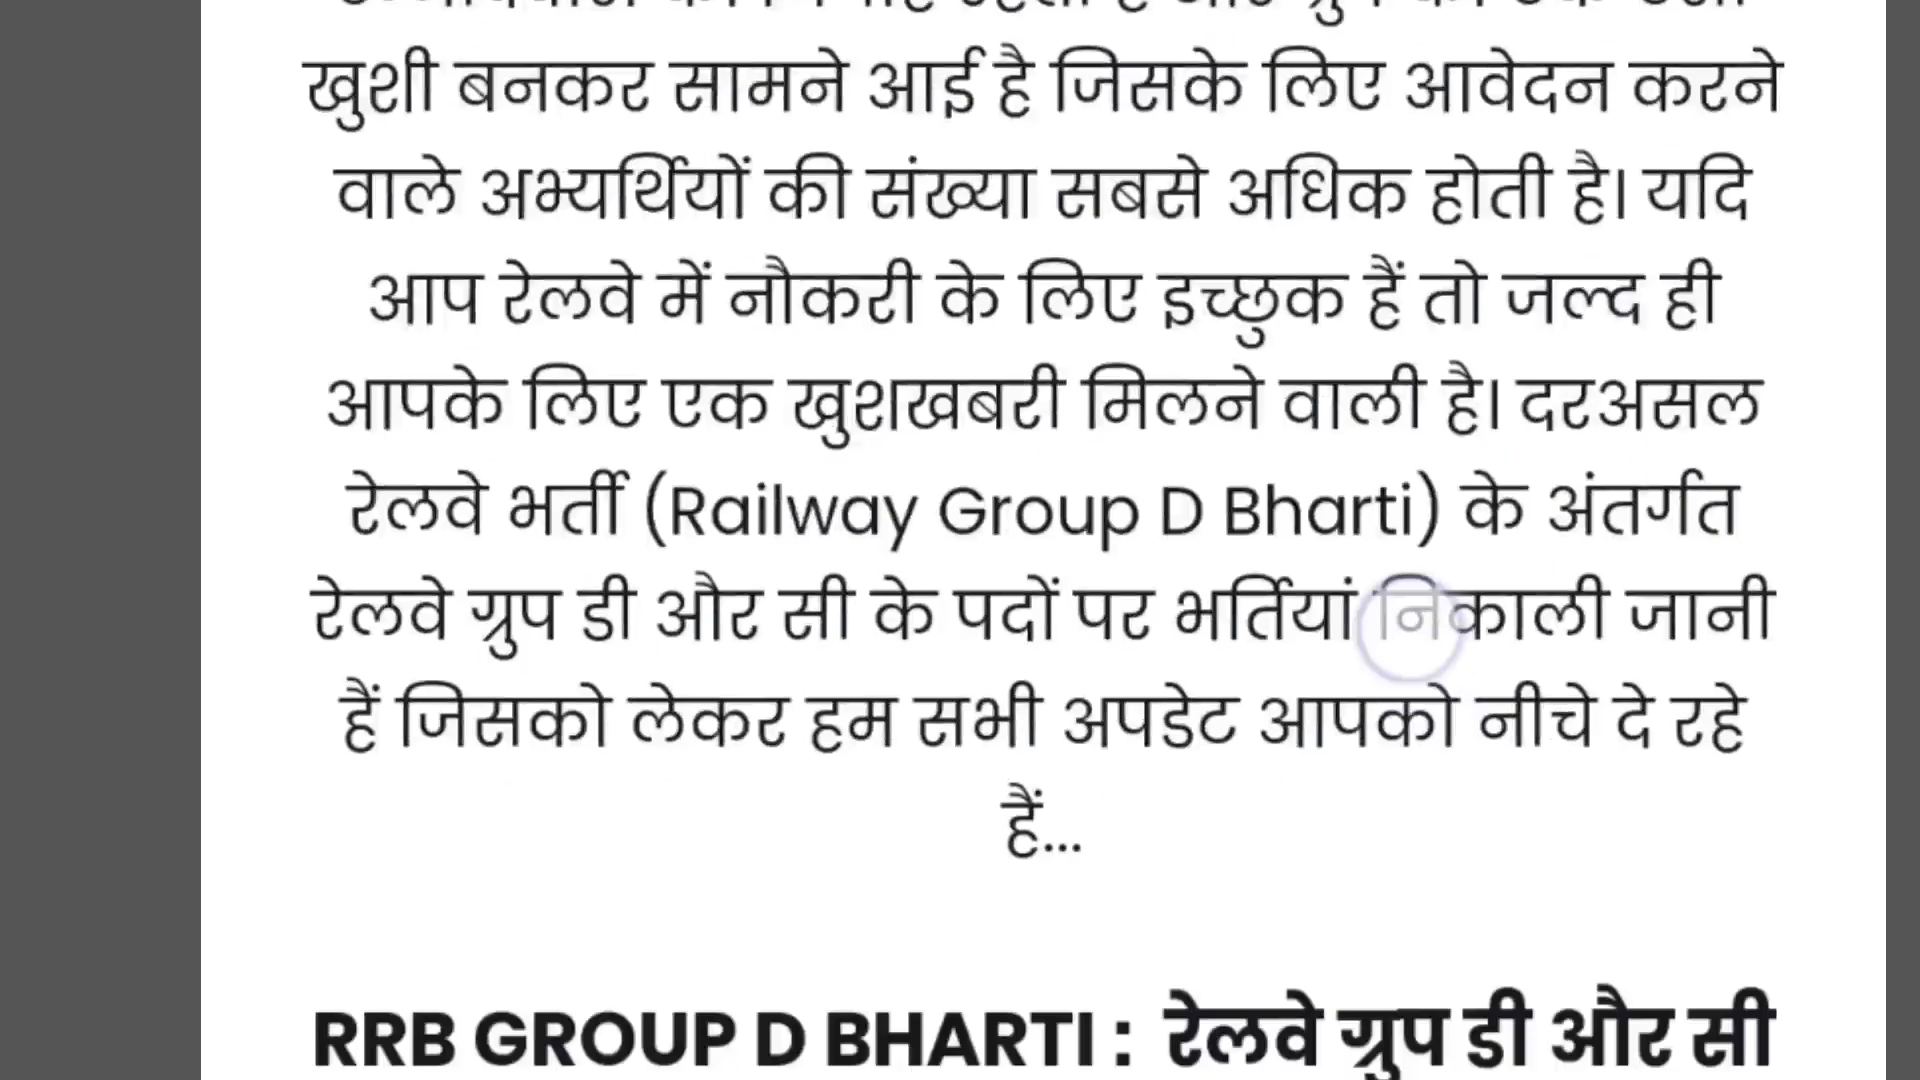 खुशी बनकर सामने आई है जिसके लिए आवेदन करने
वाले अभ्यर्थियों की संख्या सबसे अधिक होती है। यदि
आप रेलवे में नौकरी के लिए इच्छुक हैं तो जल्द ही
आपके लिए एक खुशखबरी मिलने वाली है। दरअसल
रेलवे भर्ती (Railway Group D Bharti) के अंतर्गत
रेलवे ग्रुप डी और सी के पदों पर भर्तियां निकाली जानी
हैं जिसको लेकर हम सभी अपडेट आपको नीचे दे रहे
हैं...
RRB GROUP D BHARTI : रेलवे ग्रुप डी और सी